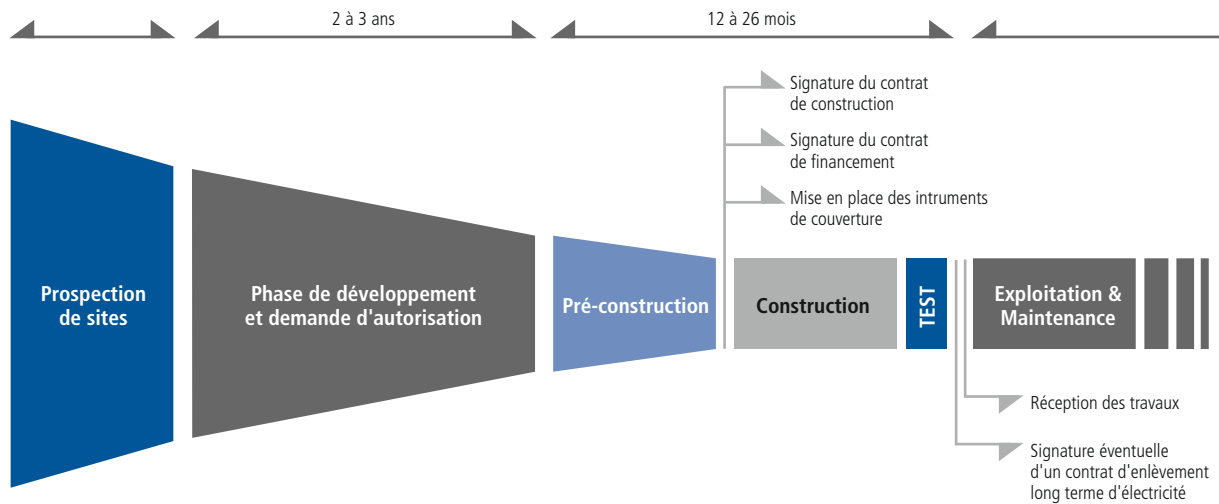 2 à 3 ans
12 à 26 mois
Signature du contrat
de construction
Signature du contrat
de financement
Mise en place des intruments
de couverture
Prospection
de sites
Phase de développement
et demande d'autorisation
Pré-construction
Construction
TEST
Exploitation &
Maintenance
Réception des travaux
Signature éventuelle
d'un contrat d'enlèvement
long terme d'électricité